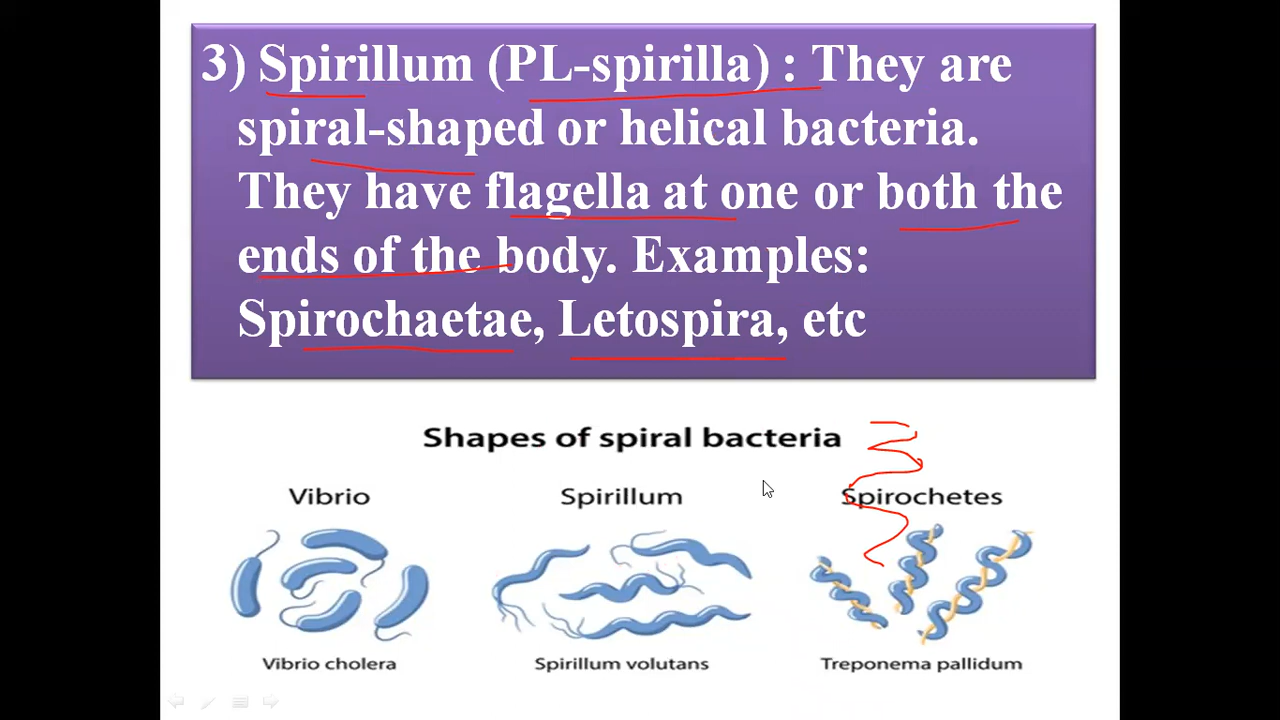 3) Spirillum (PL-spirilla) : They are
spiral-shaped or helical bacteria.
They have flagella at one or both the
ends of the body. Examples:
Spirochaetae, Letospira, etc
Shapes of spiral bacteria
Vibrio
Spirillum
Spirochetes
Vibrio cholera
Spirillum volutans
Treponema pallidum